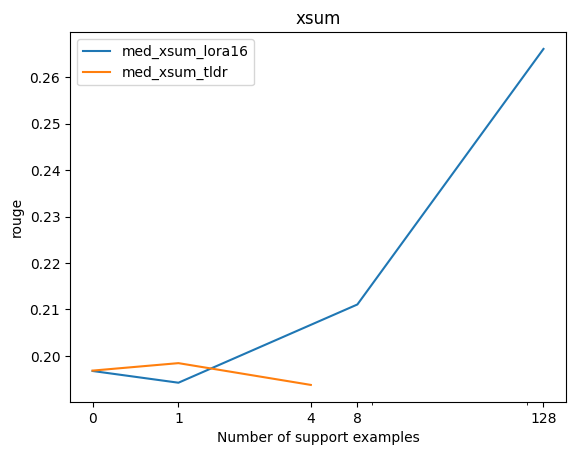 xsum
med_xsum_lora16
med_xsum_tldr
rouge
0.26
0.25
0.24
0.23
0.22
0.21
0.20
0 1 4 8 128
Number of support examples